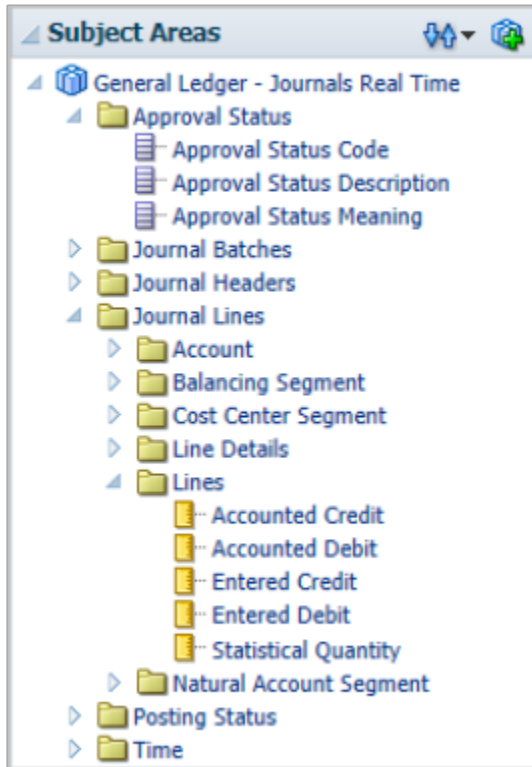 Subject Areas
General Ledger - Journals Real Time
Approval Status
Approval Status Code
Approval Status Description
Approval Status Meaning
Journal Batches
Journal Headers
Journal Lines
Account
Balancing Segment
Cost Center Segment
Line Details
Lines
Accounted Credit
Accounted Debit
Entered Credit
Entered Debit
Statistical Quantity
Natural Account Segment
Posting Status
Time